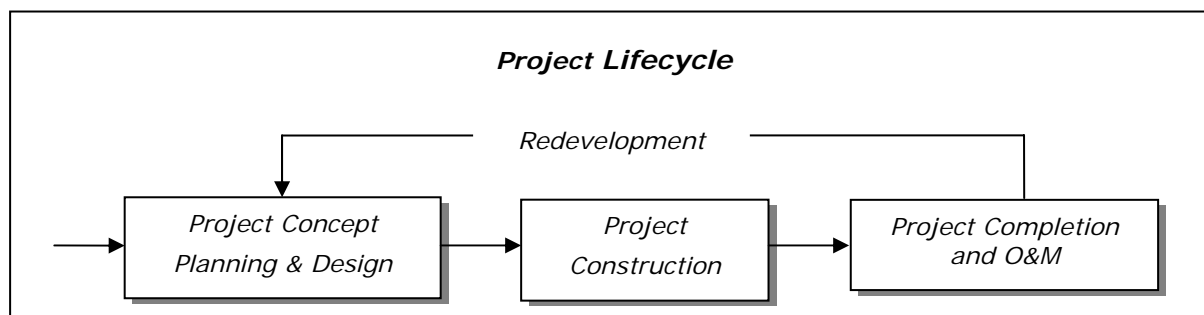 Project Lifecycle
Redevelopment
Project Concept
Planning & Design
Project
Construction
Project Completion
and O&M